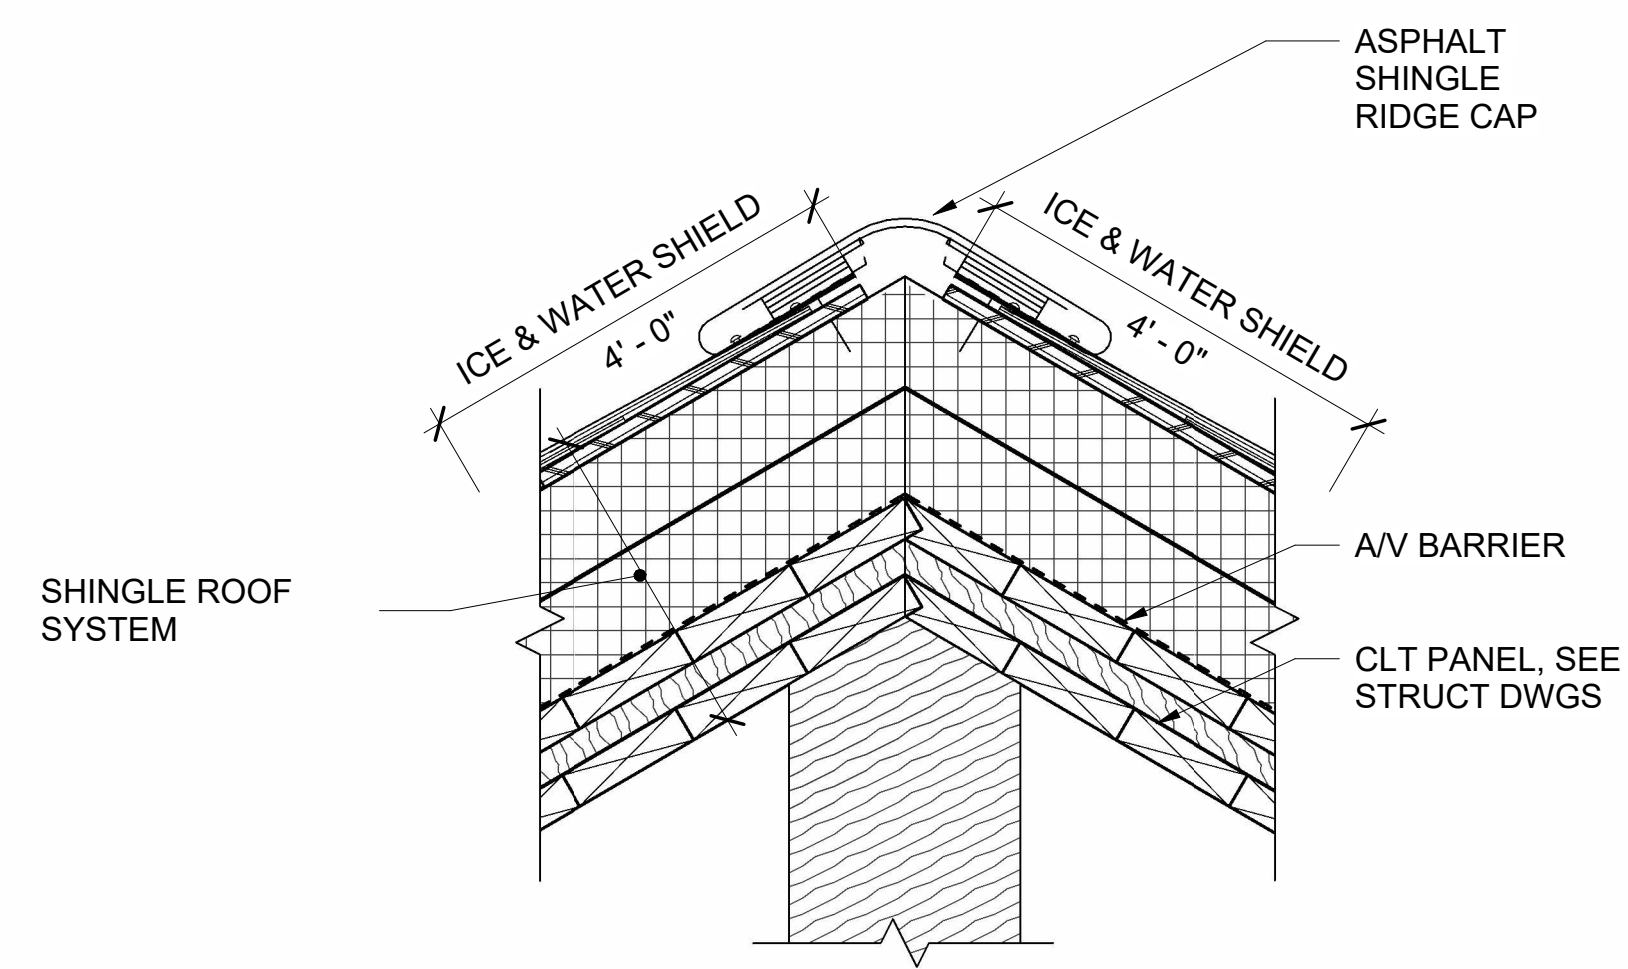 ASPHALT
SHINGLE
RIDGE CAP
ICE & WATER SHIELD
4' - 0"
ICE & WATER SHIELD
4' - 0"
A/V BARRIER
SHINGLE ROOF
SYSTEM
CLT PANEL, SEE
STRUCT DWGS